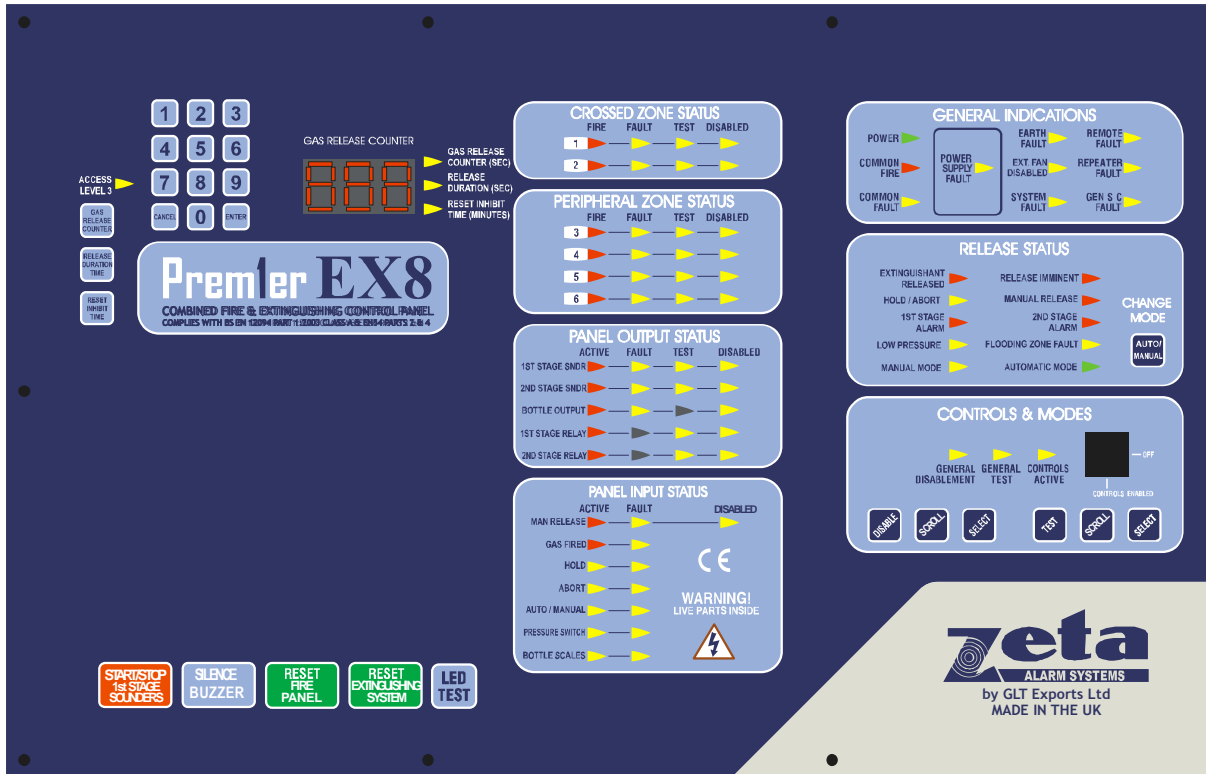 1 2 3
4 5 6
7 8 9
CANCEL 0 ENTER
ACCESS
LEVEL 3
GAS
RELEASE
COUNTER
RELEASE
DURATION
TIME
RESET
INHIBIT
TIME
GAS RELEASE COUNTER
888
GAS RELEASE
COUNTER (SEC)
RELEASE
DURATION (SEC)
RESET INHIBIT
TIME (MINUTES)
Prem1er EX8
COMBINED FIRE & EXTINGUISHING CONTROL PANEL
COMPLIES WITH BS EN 12094 PART 1:2003 CLASS A & EN54 PARTS 2 & 4
CROSSED ZONE STATUS
FIRE FAULT TEST DISABLED
1
2
PERIPHERAL ZONE STATUS
FIRE FAULT TEST DISABLED
3
4
5
6
PANEL OUTPUT STATUS
ACTIVE FAULT TEST DISABLED
1ST STAGE SNDR
2ND STAGE SNDR
BOTTLE OUTPUT
1ST STAGE RELAY
2ND STAGE RELAY
PANEL INPUT STATUS
ACTIVE FAULT DISABLED
MAN RELEASE
GAS FIRED
HOLD
ABORT
AUTO / MANUAL
PRESSURE SWITCH
BOTTLE SCALES
CE
WARNING!
LIVE PARTS INSIDE
GENERAL INDICATIONS
POWER
COMMON
FIRE
COMMON
FAULT
POWER
SUPPLY
FAULT
EARTH
FAULT
EXT FAN
DISABLED
SYSTEM
FAULT
REMOTE
FAULT
REPEATER
FAULT
GEN S C
FAULT
RELEASE STATUS
EXTINGUISHANT
RELEASED
HOLD / ABORT
1ST STAGE
ALARM
LOW PRESSURE
MANUAL MODE
RELEASE IMMINENT
MANUAL RELEASE
2ND STAGE
ALARM
FLOODING ZONE FAULT
AUTOMATIC MODE
CHANGE
MODE
AUTO/
MANUAL
CONTROLS & MODES
GENERAL
DISABLEMENT
GENERAL
TEST
CONTROLS
ACTIVE
OFF
CONTROLS ENABLED
DISABLE SCROLL SELECT TEST SCROLL SELECT
START/STOP
1st STAGE
SOUNDERS
SILENCE
BUZZER
RESET
FIRE
PANEL
RESET
EXTINGUISHING
SYSTEM
LED
TEST
Zeta
ALARM SYSTEMS
by GLT Exports Ltd
MADE IN THE UK